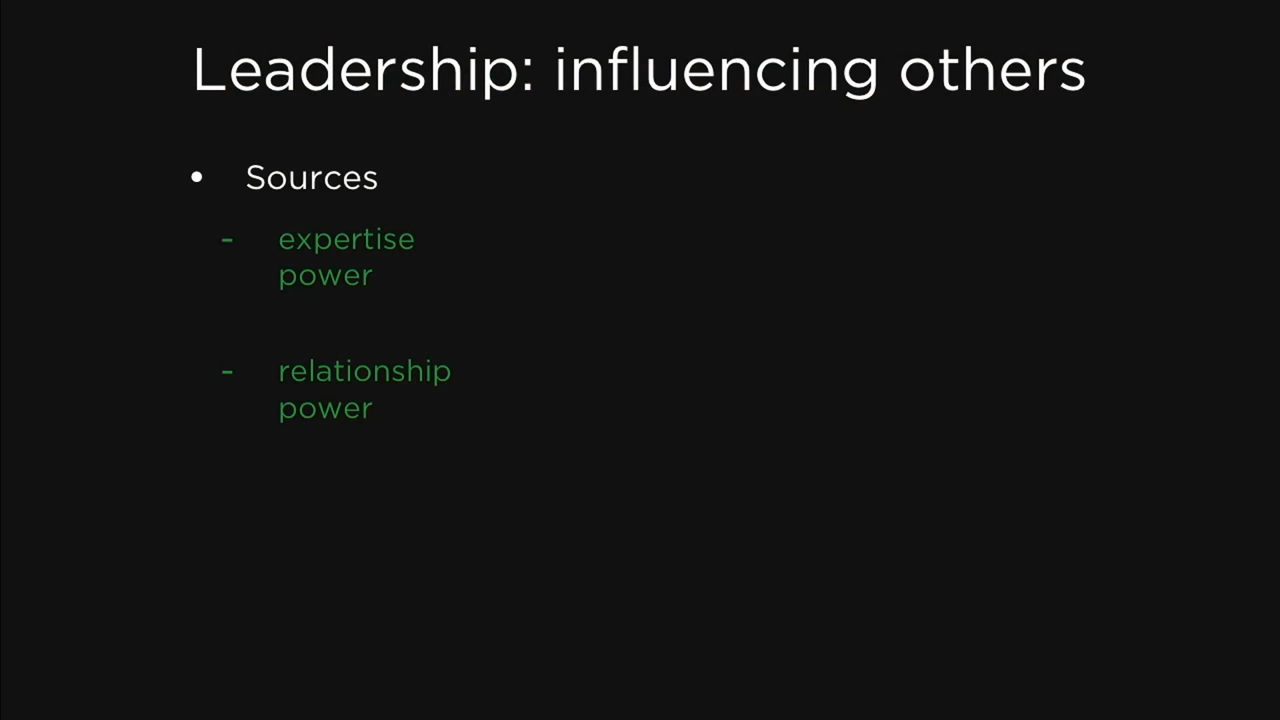 Leadership: influencing others
• Sources
- expertise
power
- relationship
power